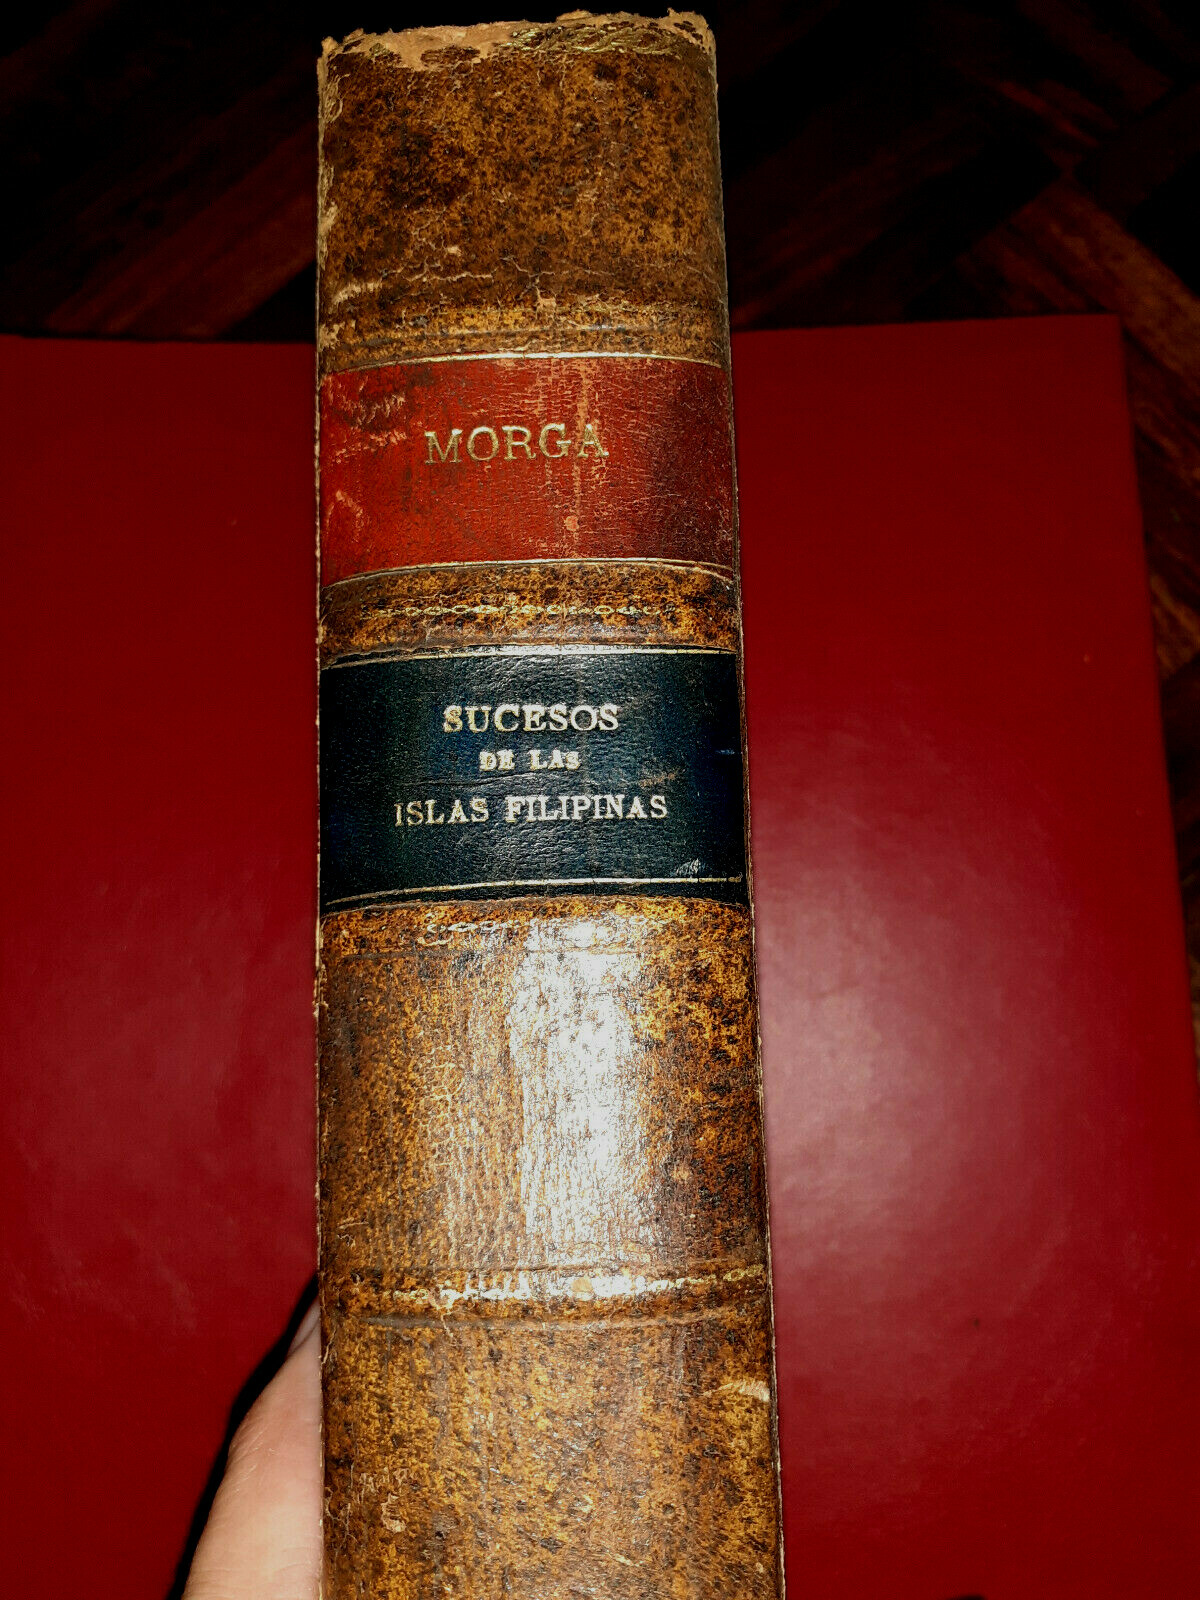 MORGA
SUCESOS
DE LAS
ISLAS FILIPINAS